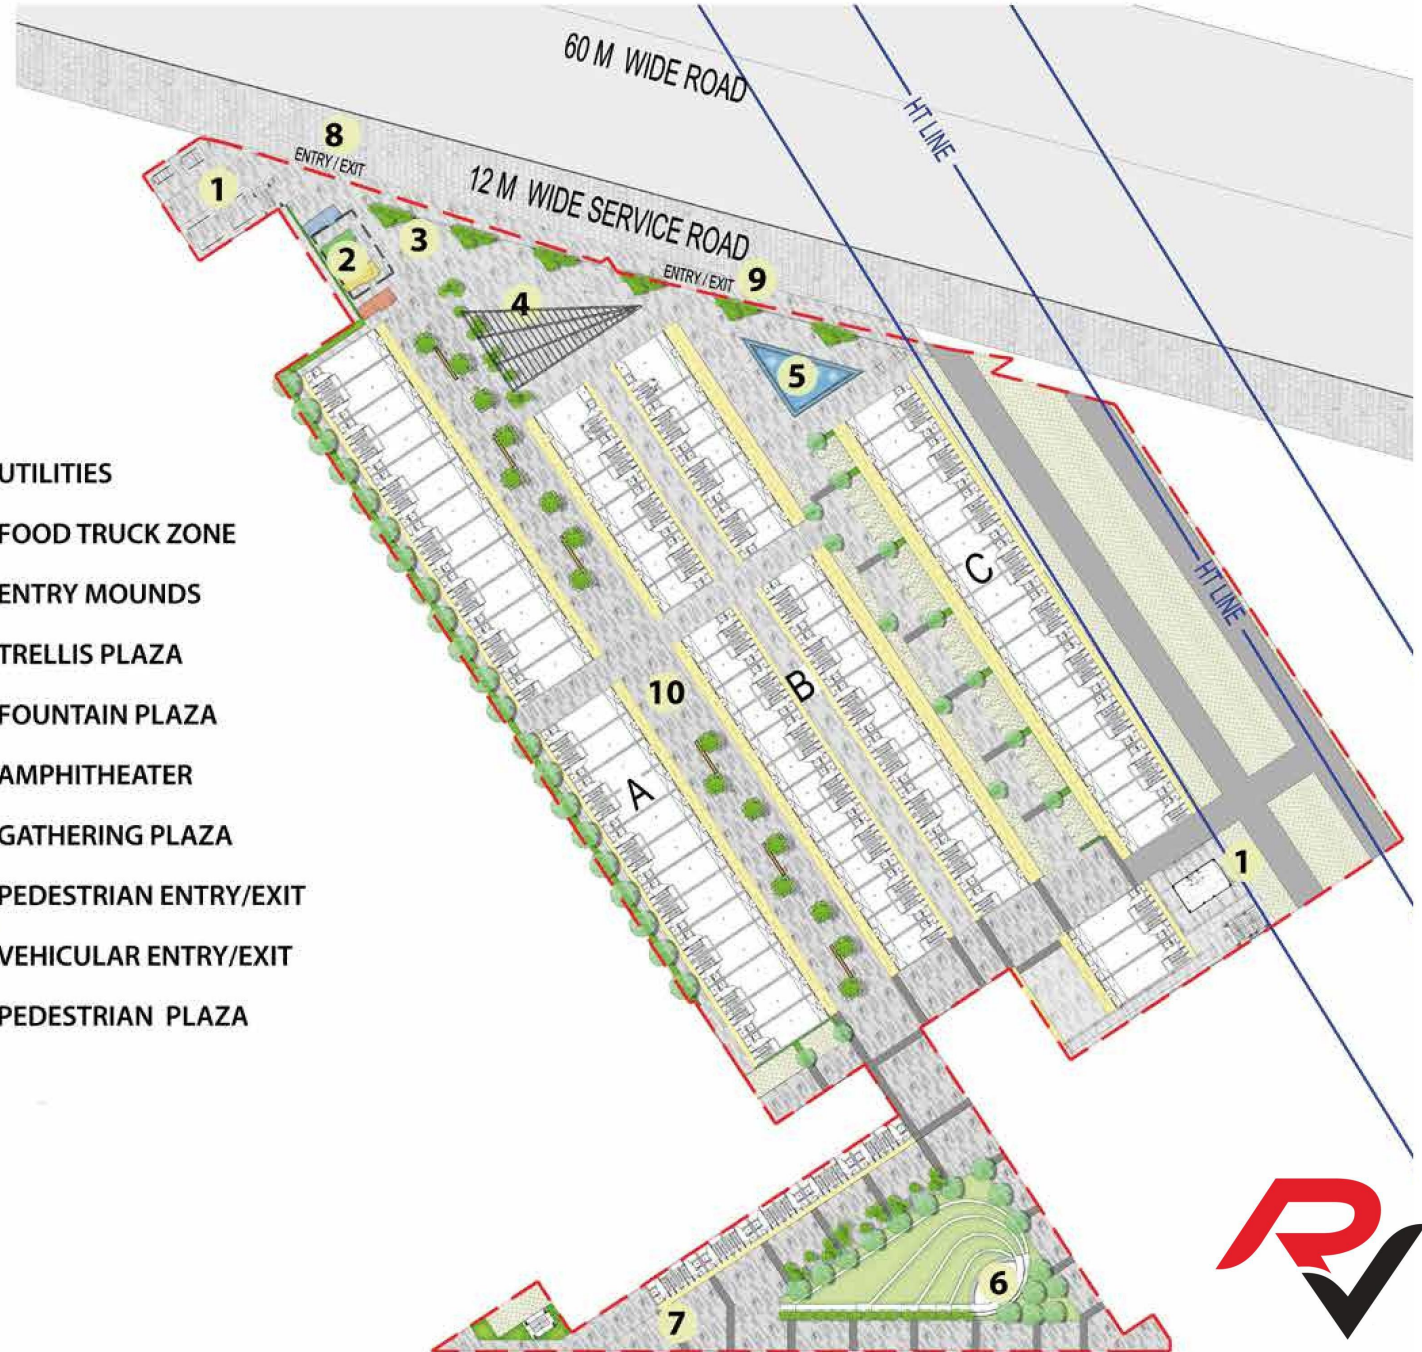 60 M WIDE ROAD
HT LINE
8
ENTRY / EXIT
1
12 M WIDE SERVICE ROAD
3
2
ENTRY / EXIT
9
4
5
UTILITIES
FOOD TRUCK ZONE
ENTRY MOUNDS
TRELLIS PLAZA
FOUNTAIN PLAZA
AMPHITHEATER
GATHERING PLAZA
PEDESTRIAN ENTRY/EXIT
VEHICULAR ENTRY/EXIT
PEDESTRIAN PLAZA
C
HT LINE
B
10
A
1
6
7
R